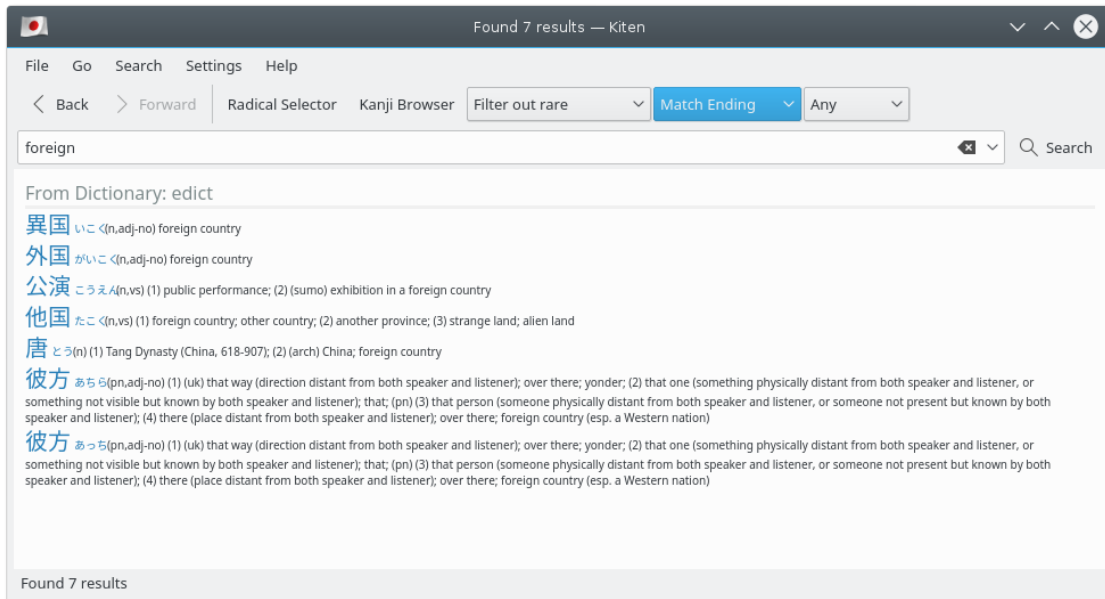 Found 7 results — Kiten
File Go Search Settings Help
Back Forward Radical Selector Kanji Browser Filter out rare Match Ending Any
foreign Search
From Dictionary: edict
異国 いこく(n,adj-no) foreign country
外国 がいこく(n,adj-no) foreign country
公演 こうえん(n,vs) (1) public performance; (2) (sumo) exhibition in a foreign country
他国 たこく(n,vs) (1) foreign country; other country; (2) another province; (3) strange land; alien land
唐 とう(n) (1) Tang Dynasty (China, 618-907); (2) (arch) China; foreign country
彼方 あちら(pn,adj-no) (1) (uk) that way (direction distant from both speaker and listener); over there; yonder; (2) that one (something physically distant from both speaker and listener, or
something not visible but known by both speaker and listener); that; (pn) (3) that person (someone physically distant from both speaker and listener, or someone not present but known by both
speaker and listener); (4) there (place distant from both speaker and listener); over there; foreign country (esp. a Western nation)
彼方 あっち(pn,adj-no) (1) (uk) that way (direction distant from both speaker and listener); over there; yonder; (2) that one (something physically distant from both speaker and listener, or
something not visible but known by both speaker and listener); that; (pn) (3) that person (someone physically distant from both speaker and listener, or someone not present but known by both
speaker and listener); (4) there (place distant from both speaker and listener); over there; foreign country (esp. a Western nation)
Found 7 results